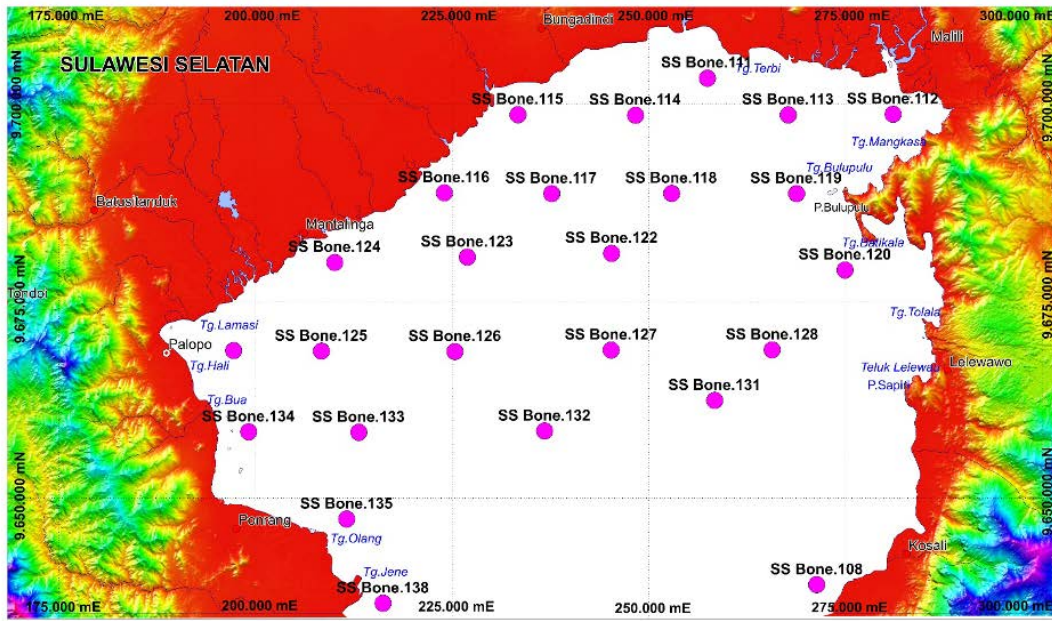 175.000 mE
200.000 mE
225.000 mE
250.000 mE
275.000 mE
300.000 mE
Bungadindi
Malili
SULAWESI SELATAN
SS Bone.111
Tg.Terbi
9.700.000 mN
SS Bone.115
SS Bone.114
SS Bone.113
SS Bone.112
9.700.000 mN
Tg.Mangkasa
Tg.Bulupulu
SS Bone.116
SS Bone.117
SS Bone.118
SS Bone.119
Batusitanduk
P.Bulupulu
Mantalinga
SS Bone.124
SS Bone.123
SS Bone.122
SS Bone.120
9.675.000 mN
9.675.000 mN
Tg.Tolala
Tg.Lamasi
Palopo
SS Bone.125
SS Bone.126
SS Bone.127
SS Bone.128
Tg.Hali
Lelewawo
Teluk Lelewau
SS Bone.131
Tg.Bua
SS Bone.134
SS Bone.133
SS Bone.132
9.650.000 mN
9.650.000 mN
SS Bone.135
Ponrang
Tg.Olang
Kosali
Tg.Jene
SS Bone.138
SS Bone.108
175.000 mE
200.000 mE
225.000 mE
250.000 mE
275.000 mE
300.000 mE